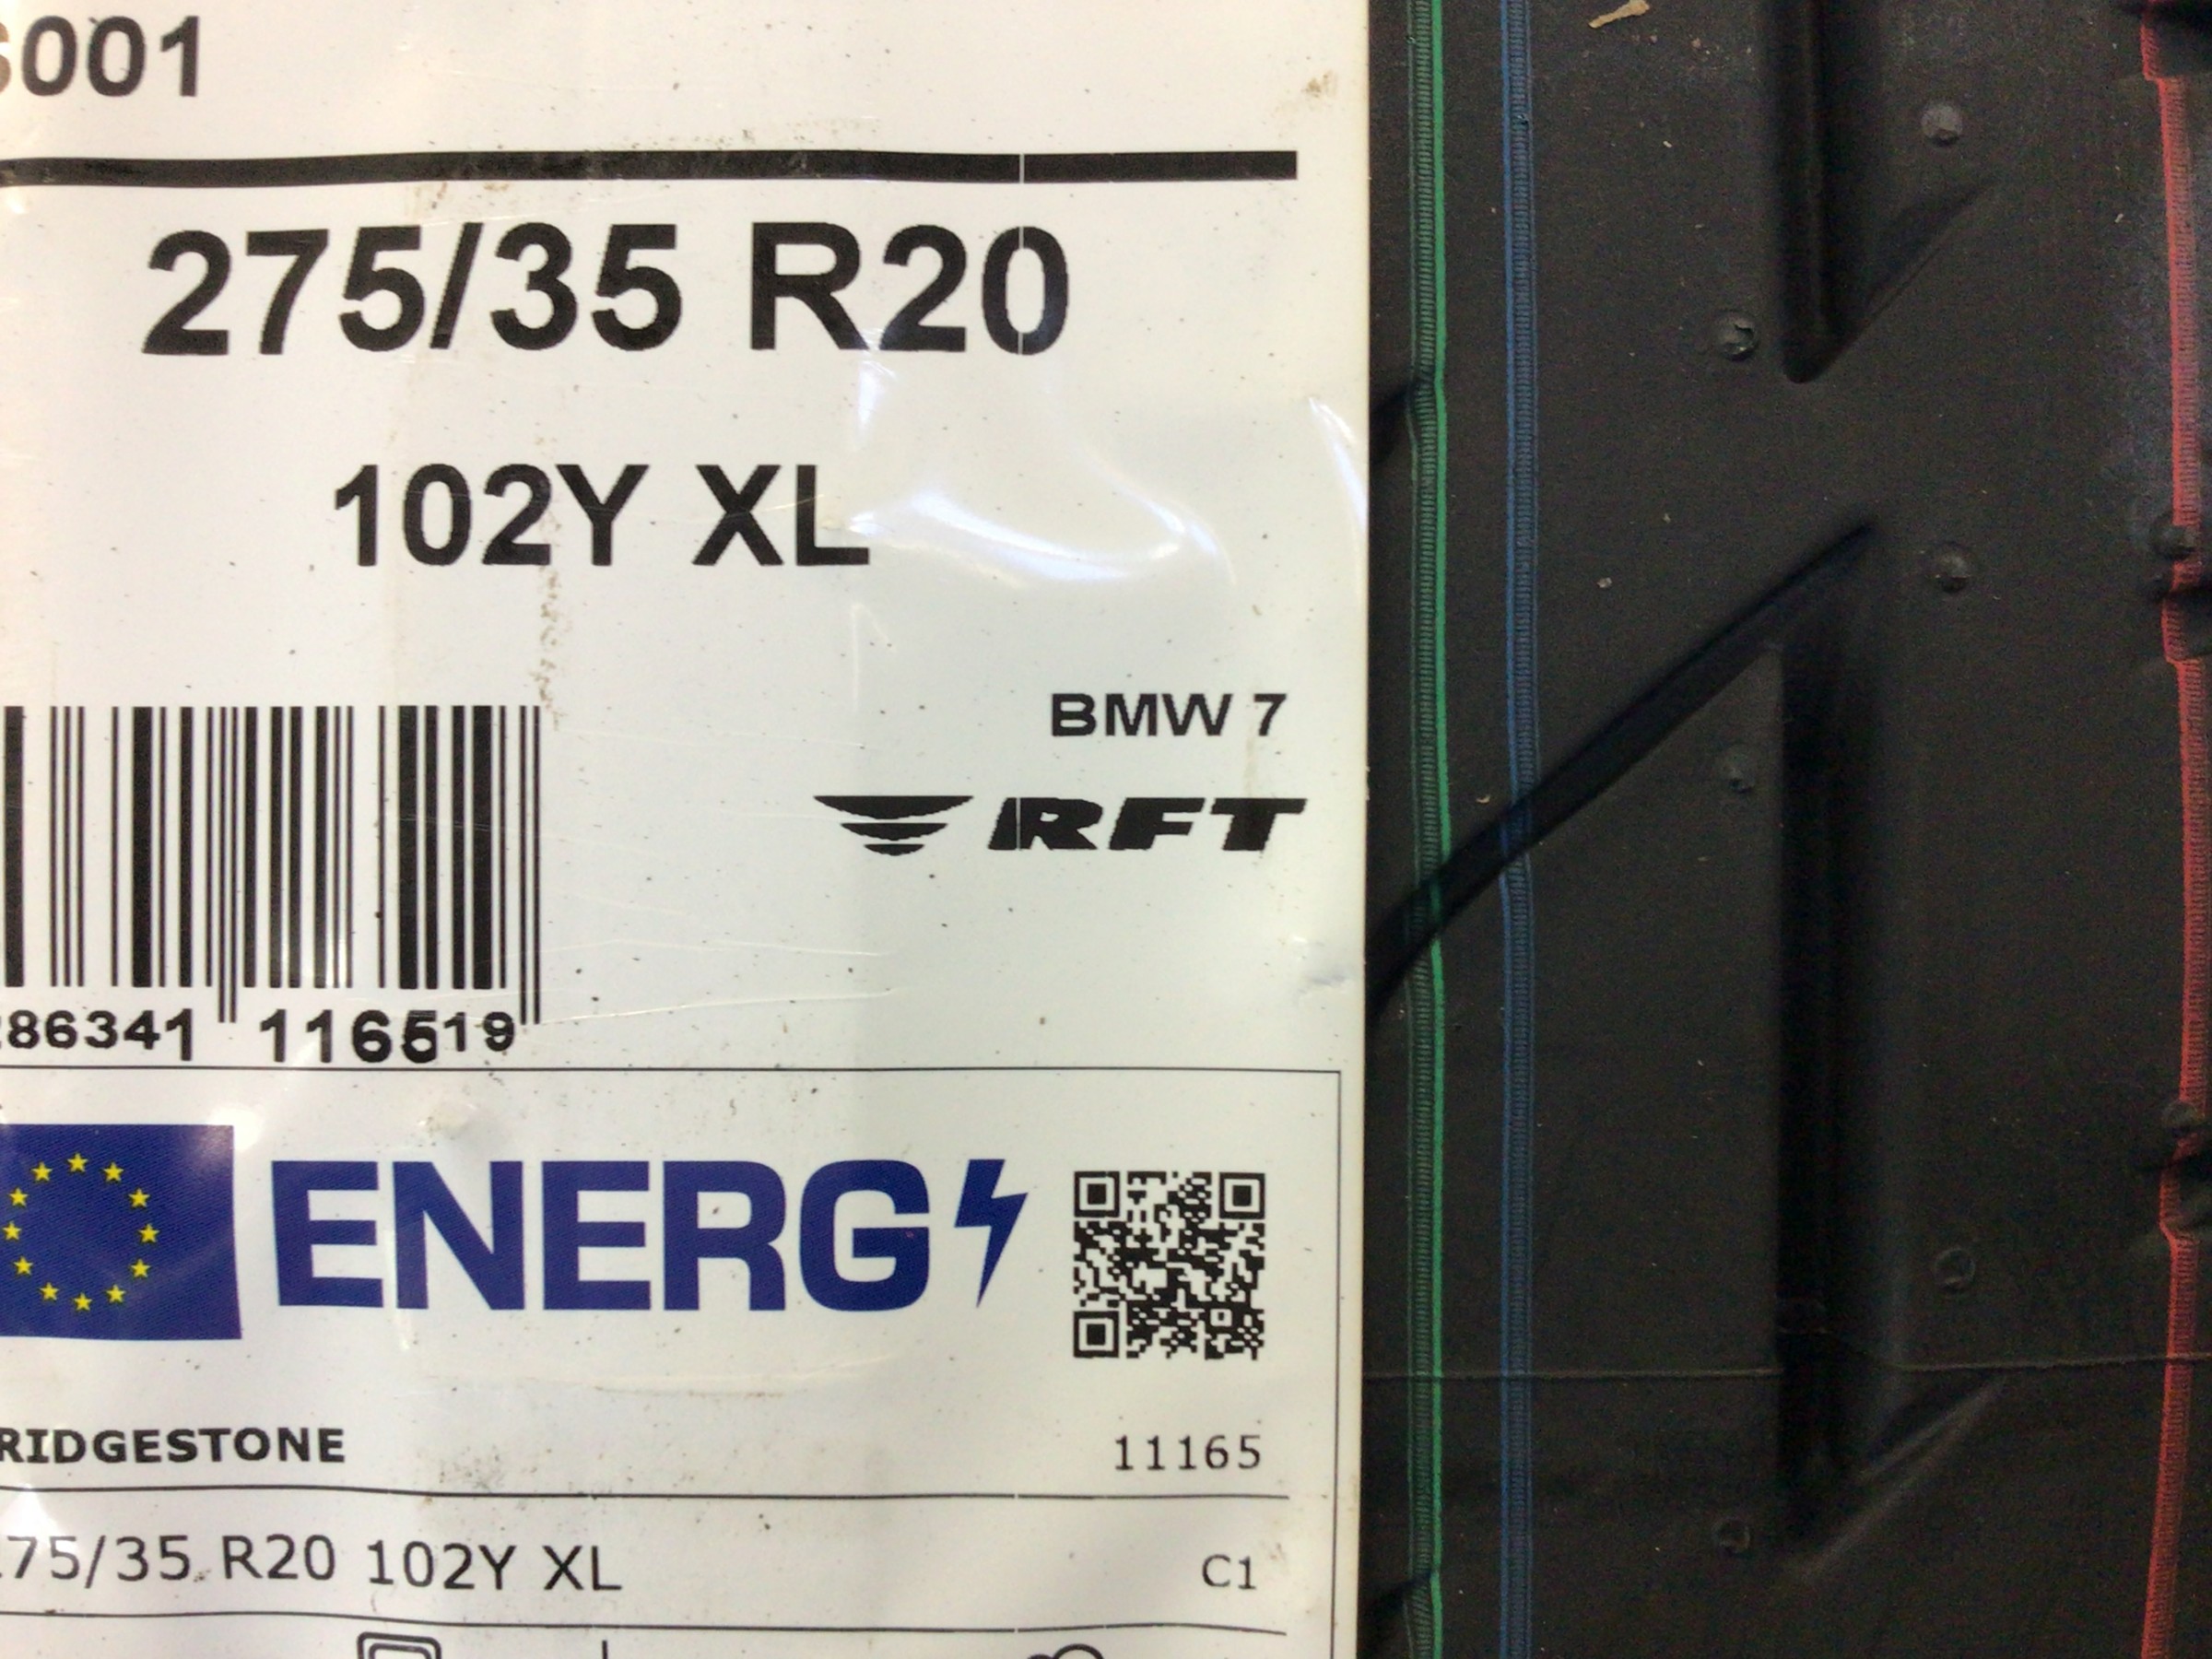 S001
275/35 R20
102Y XL
BMW 7
RFT
286341 116519
ENERG
BRIDGESTONE
11165
275/35 R20 102Y XL
C1